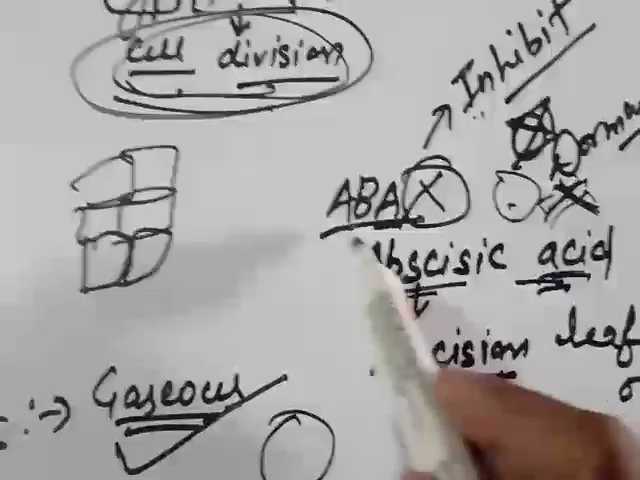 cell division
Inhibit
ABA
Abscisic acid
cision leaf
:→ Gaseous